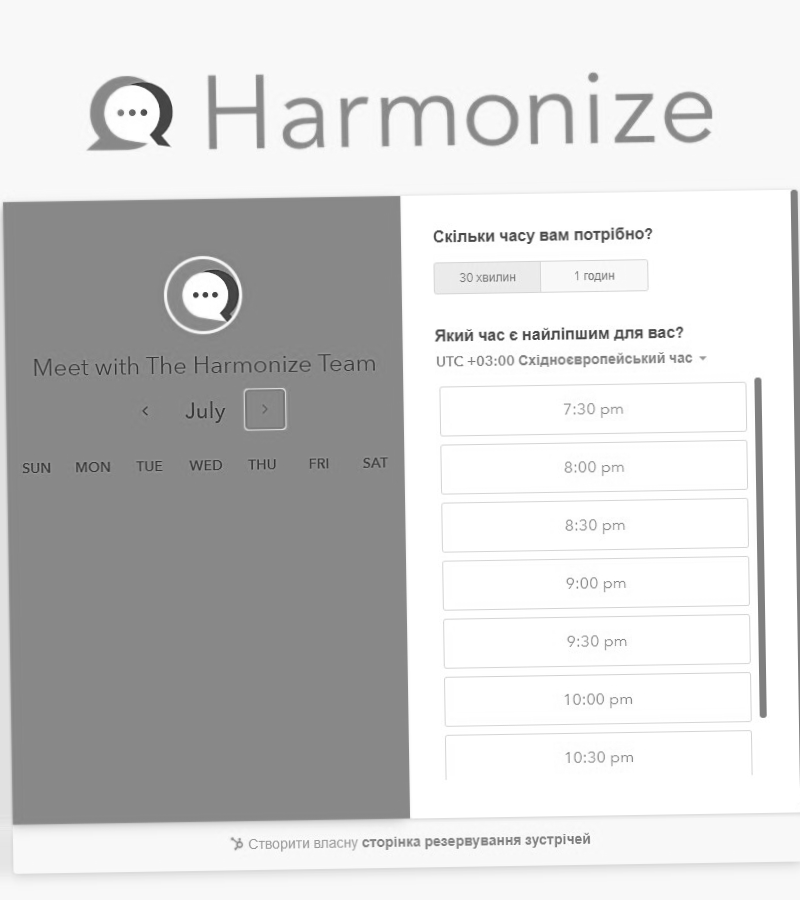 Harmonize
Meet with The Harmonize Team
July
SUN MON TUE WED THU FRI SAT
Скільки часу вам потрібно?
30 хвилин 1 годин
Який час є найліпшим для вас?
UTC +03:00 Східноєвропейський час
7:30 pm
8:00 pm
8:30 pm
9:00 pm
9:30 pm
10:00 pm
10:30 pm
Створити власну сторінка резервування зустрічей